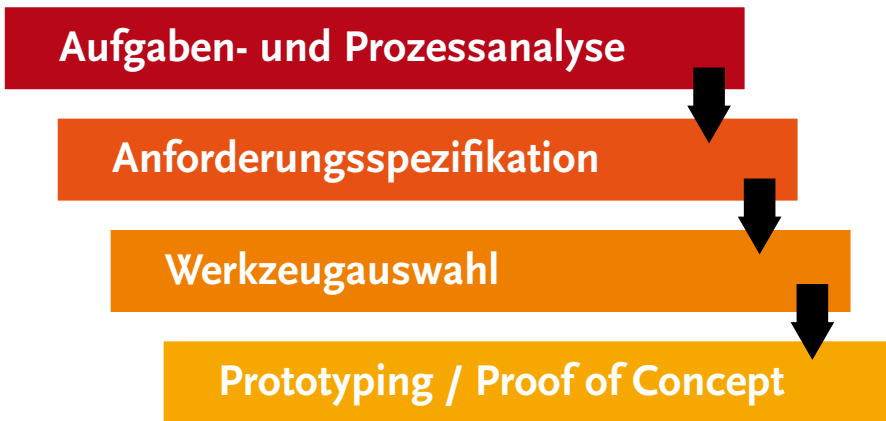 Aufgaben- und Prozessanalyse
Anforderungsspezifikation
Werkzeugauswahl
Prototyping / Proof of Concept